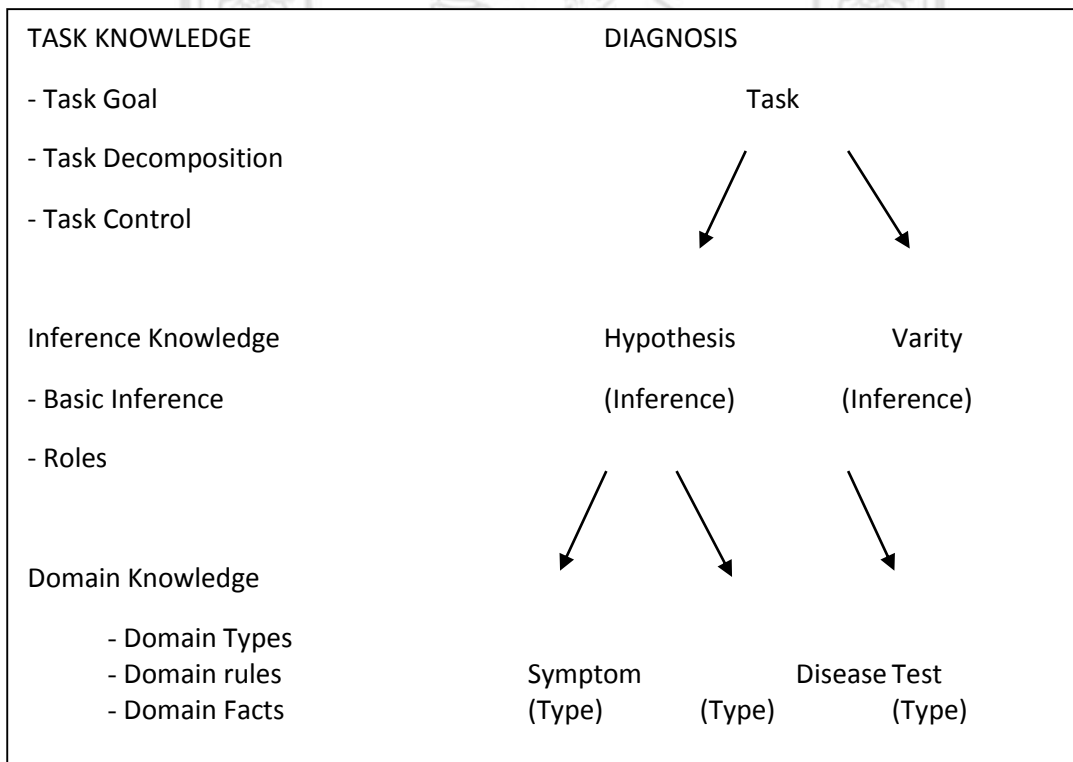 TASK KNOWLEDGE DIAGNOSIS
- Task Goal Task
- Task Decomposition
- Task Control
Inference Knowledge Hypothesis Varity
- Basic Inference (Inference) (Inference)
- Roles
Domain Knowledge
- Domain Types
- Domain rules Symptom Disease Test
- Domain Facts (Type) (Type) (Type)